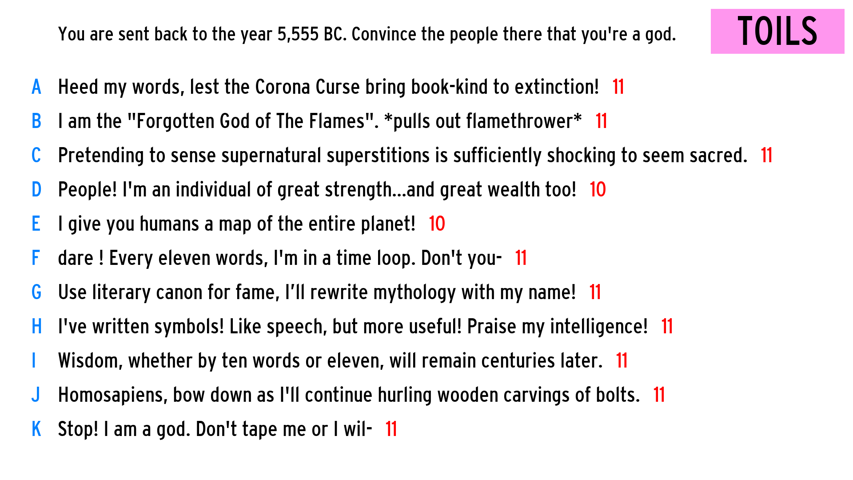 You are sent back to the year 5,555 BC. Convince the people there that you're a god.
TOILS
A Heed my words, lest the Corona Curse bring book-kind to extinction! 11
B I am the "Forgotten God of The Flames". *pulls out flamethrower* 11
C Pretending to sense supernatural superstitions is sufficiently shocking to seem sacred. 11
D People! I'm an individual of great strength...and great wealth too! 10
E I give you humans a map of the entire planet! 10
F dare ! Every eleven words, I'm in a time loop. Don't you- 11
G Use literary canon for fame, I’ll rewrite mythology with my name! 11
H I've written symbols! Like speech, but more useful! Praise my intelligence! 11
I Wisdom, whether by ten words or eleven, will remain centuries later. 11
J Homosapiens, bow down as I'll continue hurling wooden carvings of bolts. 11
K Stop! I am a god. Don't tape me or I wil- 11